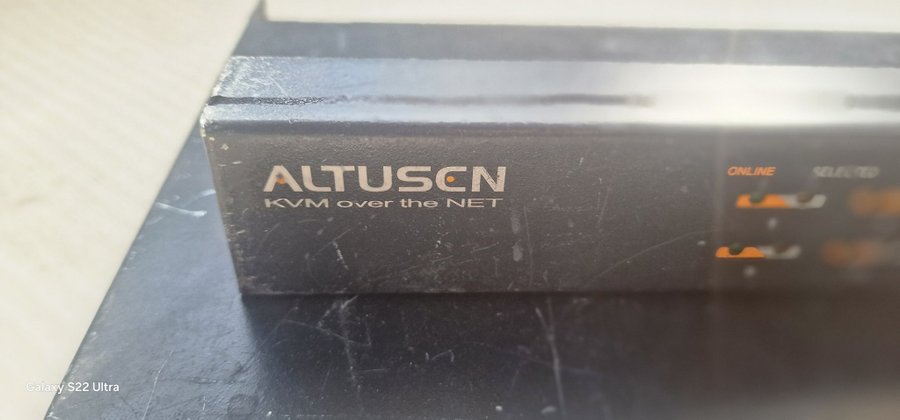 ALTUSEN
KVM over the NET
ONLINE SELECTED
Galaxy S22 Ultra